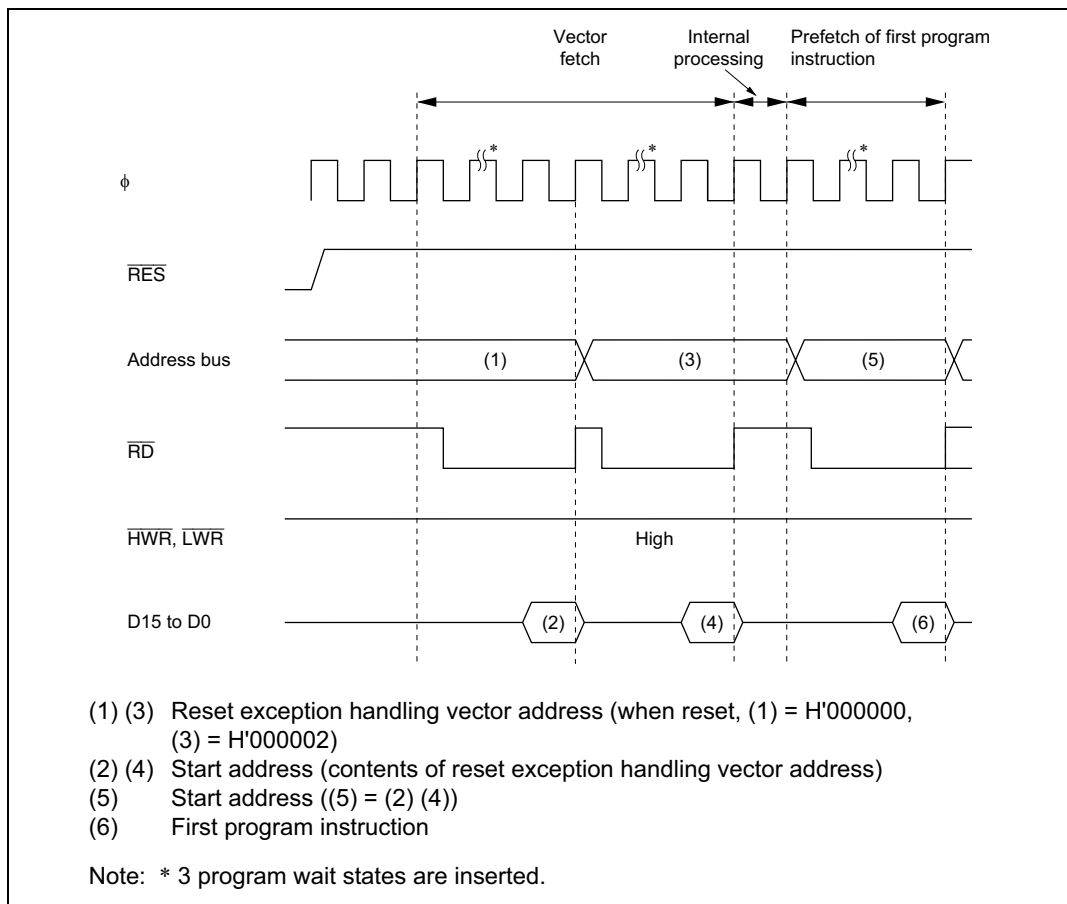 Vector
fetch
Internal
processing
Prefetch of first program
instruction
*
*
*
φ
RES
Address bus
(1)
(3)
(5)
RD
HWR, LWR
High
D15 to D0
(2)
(4)
(6)
(1) (3) Reset exception handling vector address (when reset, (1) = H'000000,
(3) = H'000002)
(2) (4) Start address (contents of reset exception handling vector address)
(5) Start address ((5) = (2) (4))
(6) First program instruction
Note: * 3 program wait states are inserted.